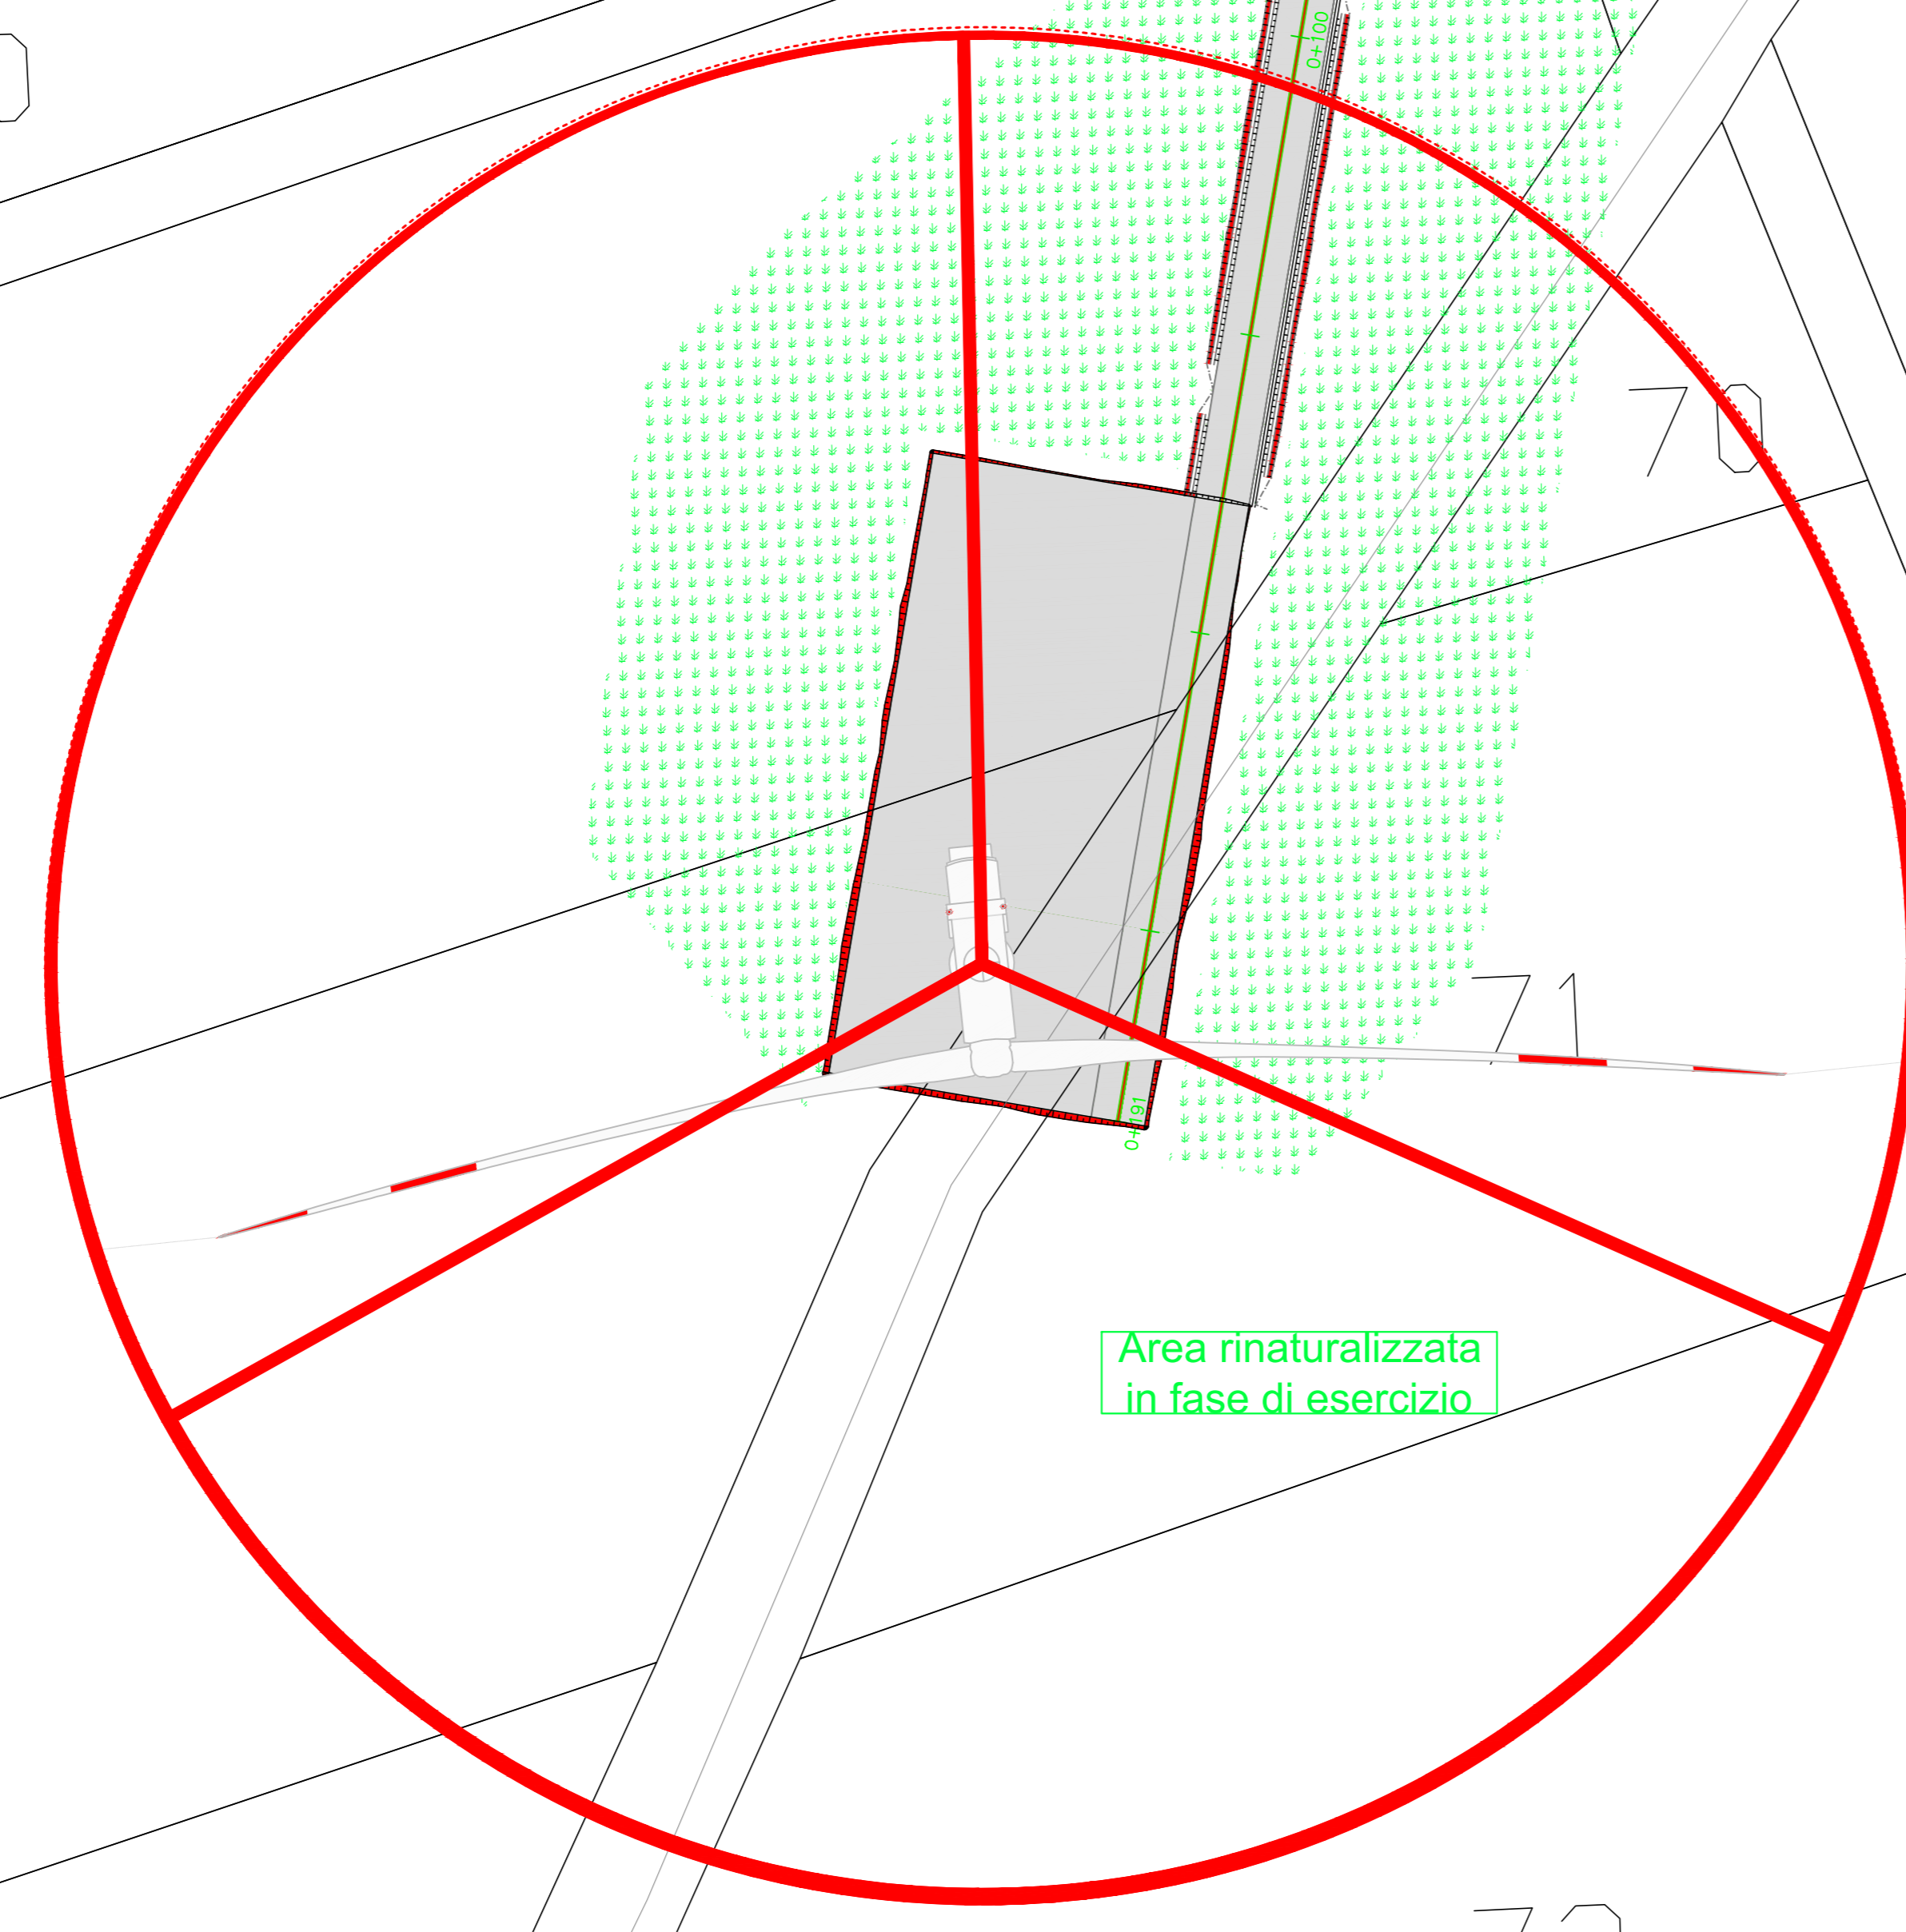 0+100
70
71
0+191
Area rinaturalizzata
in fase di esercizio